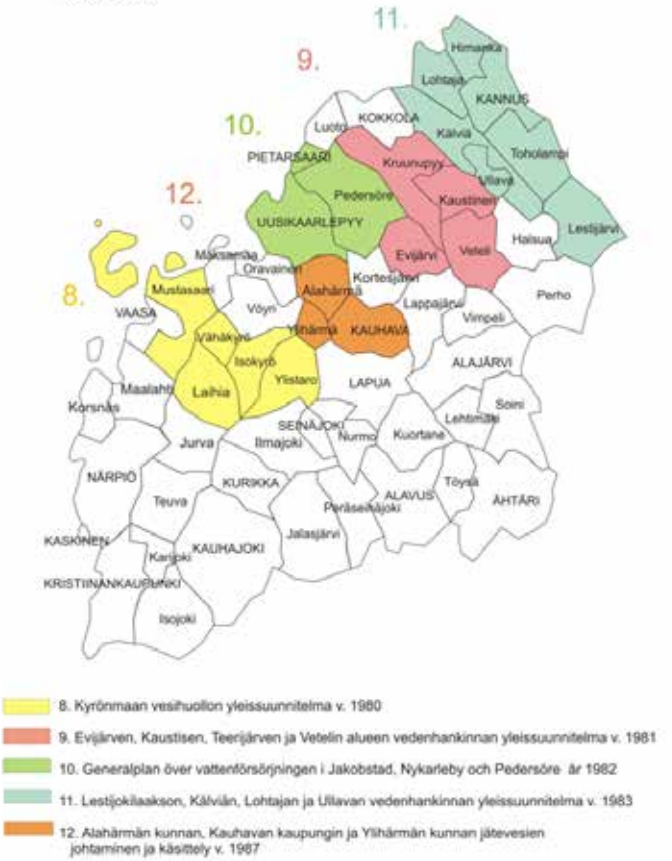 11.
Himanka
9.
Lohtaja
KANNUS
KOKKOLA
Luoto
Kälviä
10.
Toholampi
PIETARSAARI
Kruunupyy
Ullava
Pedersöre
Kaustinen
12.
UUSIKAARLEPYY
Lestijärvi
Halsua
Maksamaa
Evijärvi
Veteli
Oravainen
Kortesjärvi
8.
Mustasaari
Alahärmä
Perho
VAASA
Vöyri
Lappajärvi
Vimpeli
Vähäkyrö
Ylihärmä
KAUHAVA
Isokyrö
ALAJÄRVI
Maalahti
Laihia
Ylistaro
LAPUA
Korsnäs
Soini
Lehtimäki
SEINÄJOKI
Jurva
Ilmajoki
Nurmo
Kuortane
NÄRPIÖ
KURIKKA
Töysä
Teuva
ALAVUS
ÄHTÄRI
Peräseinäjoki
KASKINEN
Jalasjärvi
KAUHAJOKI
Karijoki
KRISTIINANKAUPUNKI
Isojoki
8. Kyrönmaan vesihuollon yleissuunnitelma v. 1980
9. Evijärven, Kaustisen, Teerijärven ja Vetelin alueen vedenhankinnan yleissuunnitelma v. 1981
10. Generalplan över vattenförsörjningen i Jakobstad, Nykarleby och Pedersöre år 1982
11. Lestijokilaakson, Kälviän, Lohtajan ja Ullavan vedenhankinnan yleissuunnitelma v. 1983
12. Alahärmän kunnan, Kauhavan kaupungin ja Ylihärmän kunnan jätevesien
johtaminen ja käsittely v. 1987